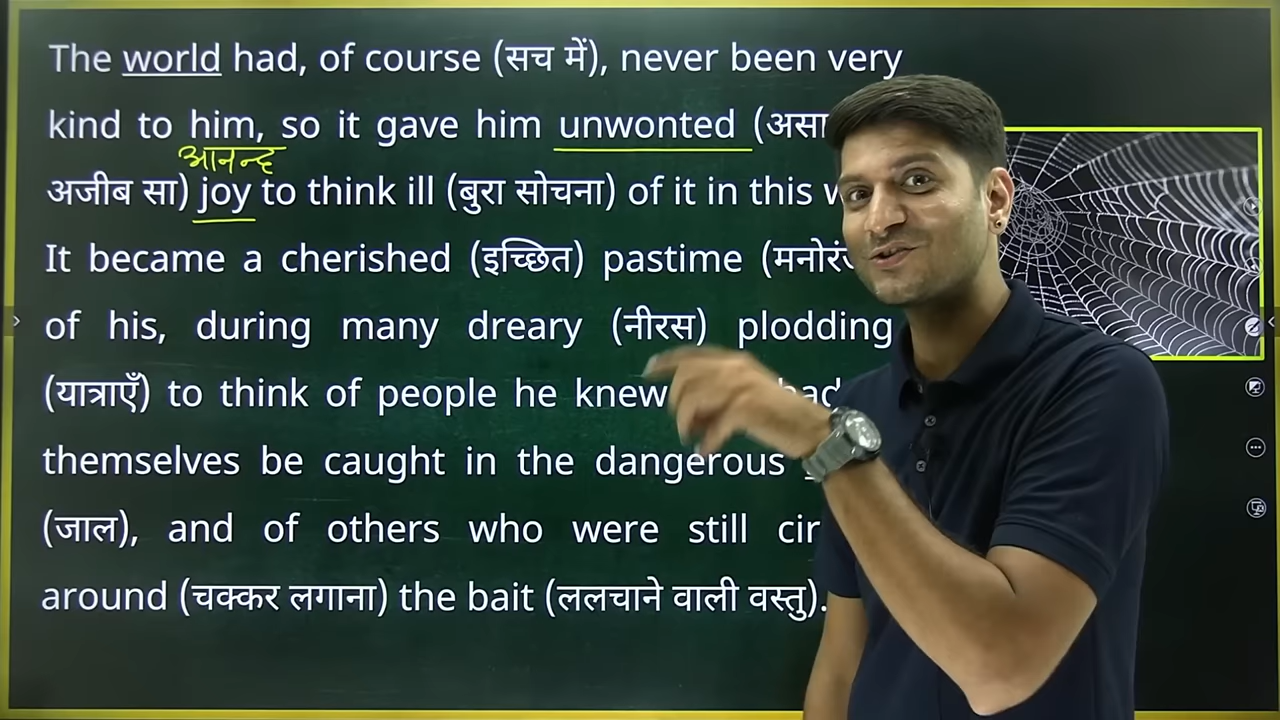 The world had, of course (सच में), never been very
kind to him, so it gave him unwonted
आनन्द
अजीब सा) joy to think ill (बुरा सोचना) of it in this
It became a cherished (इच्छित) pastime
of his, during many dreary (नीरस) plodding
(यात्राएँ) to think of people he knew
themselves be caught in the dangerous
(जाल), and of others who were still
around (चक्कर लगाना) the bait (ललचाने वाली वस्तु).